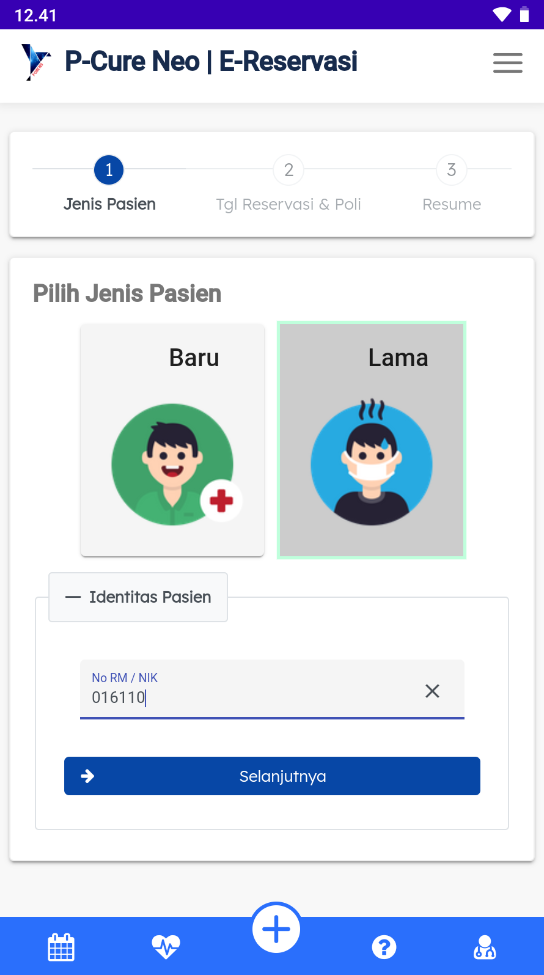 12.41
P-Cure Neo | E-Reservasi
1 2 3
Jenis Pasien Tgl Reservasi & Poli Resume
Pilih Jenis Pasien
Baru Lama
Identitas Pasien
No RM / NIK
016110
Selanjutnya